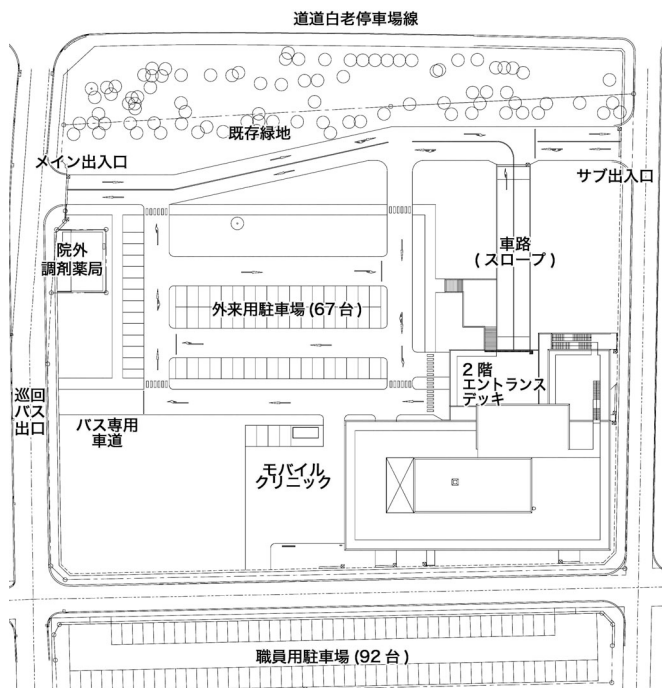 道道白老停車場線
既存緑地
メイン出入口
サブ出入口
院外
調剤薬局
車路
(スロープ)
外来用駐車場(67台)
2階
エントランス
デッキ
巡回
バス
出口
バス専用
車道
モバイル
クリニック
職員用駐車場(92台)